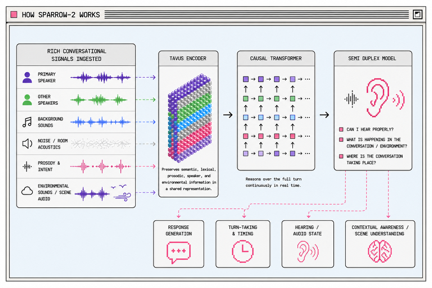 HOW SPARROW-2 WORKS
RICH CONVERSATIONAL
SIGNALS INGESTED
PRIMARY
SPEAKER
OTHER
SPEAKERS
BACKGROUND
SOUNDS
NOISE / ROOM
ACOUSTICS
PROSODY &
INTENT
ENVIRONMENTAL
SOUNDS / SCENE
AUDIO
TAVUS ENCODER
Preserves semantic, lexical,
prosodic, speaker, and
environmental information in
a shared representation.
CAUSAL TRANSFORMER
Reasons over the full turn
continuously in real time.
SEMI DUPLEX MODEL
CAN I HEAR PROPERLY?
WHAT IS HAPPENING IN THE
CONVERSATION / ENVIRONMENT?
WHERE IS THE CONVERSATION
TAKING PLACE?
RESPONSE
GENERATION
TURN-TAKING
& TIMING
HEARING /
AUDIO STATE
CONTEXTUAL AWARENESS /
SCENE UNDERSTANDING